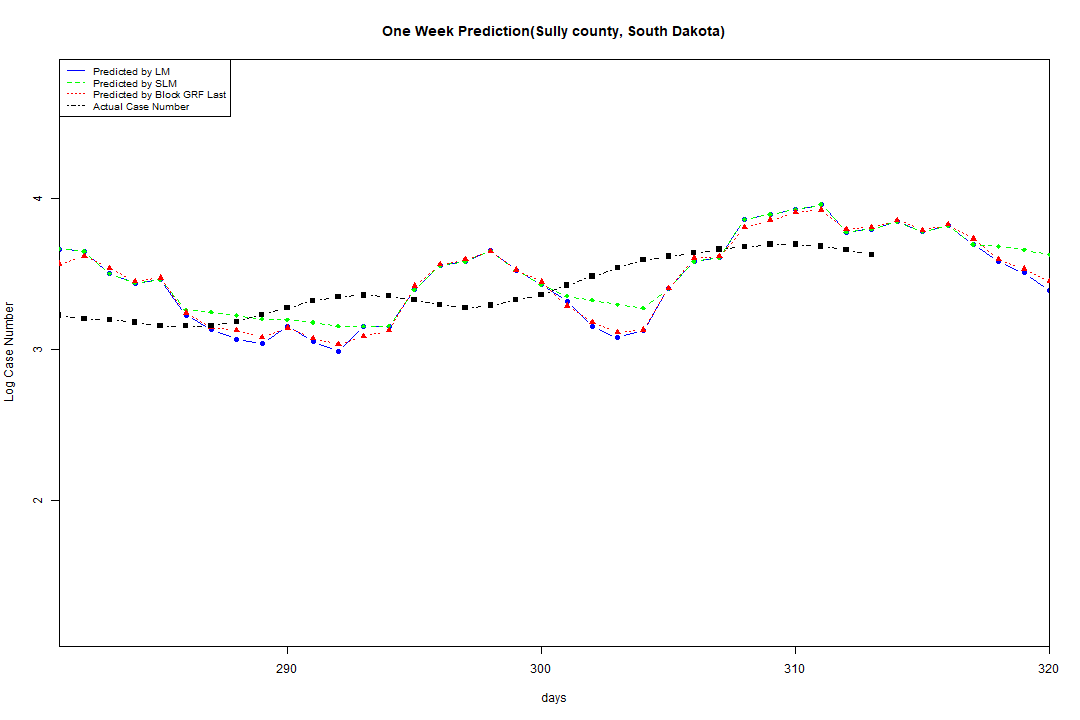 One Week Prediction(Sully county, South Dakota)
Predicted by LM
Predicted by SLM
Predicted by Block GRF Last
Actual Case Number
4
3
2
Log Case Number
290 300 310 320
days